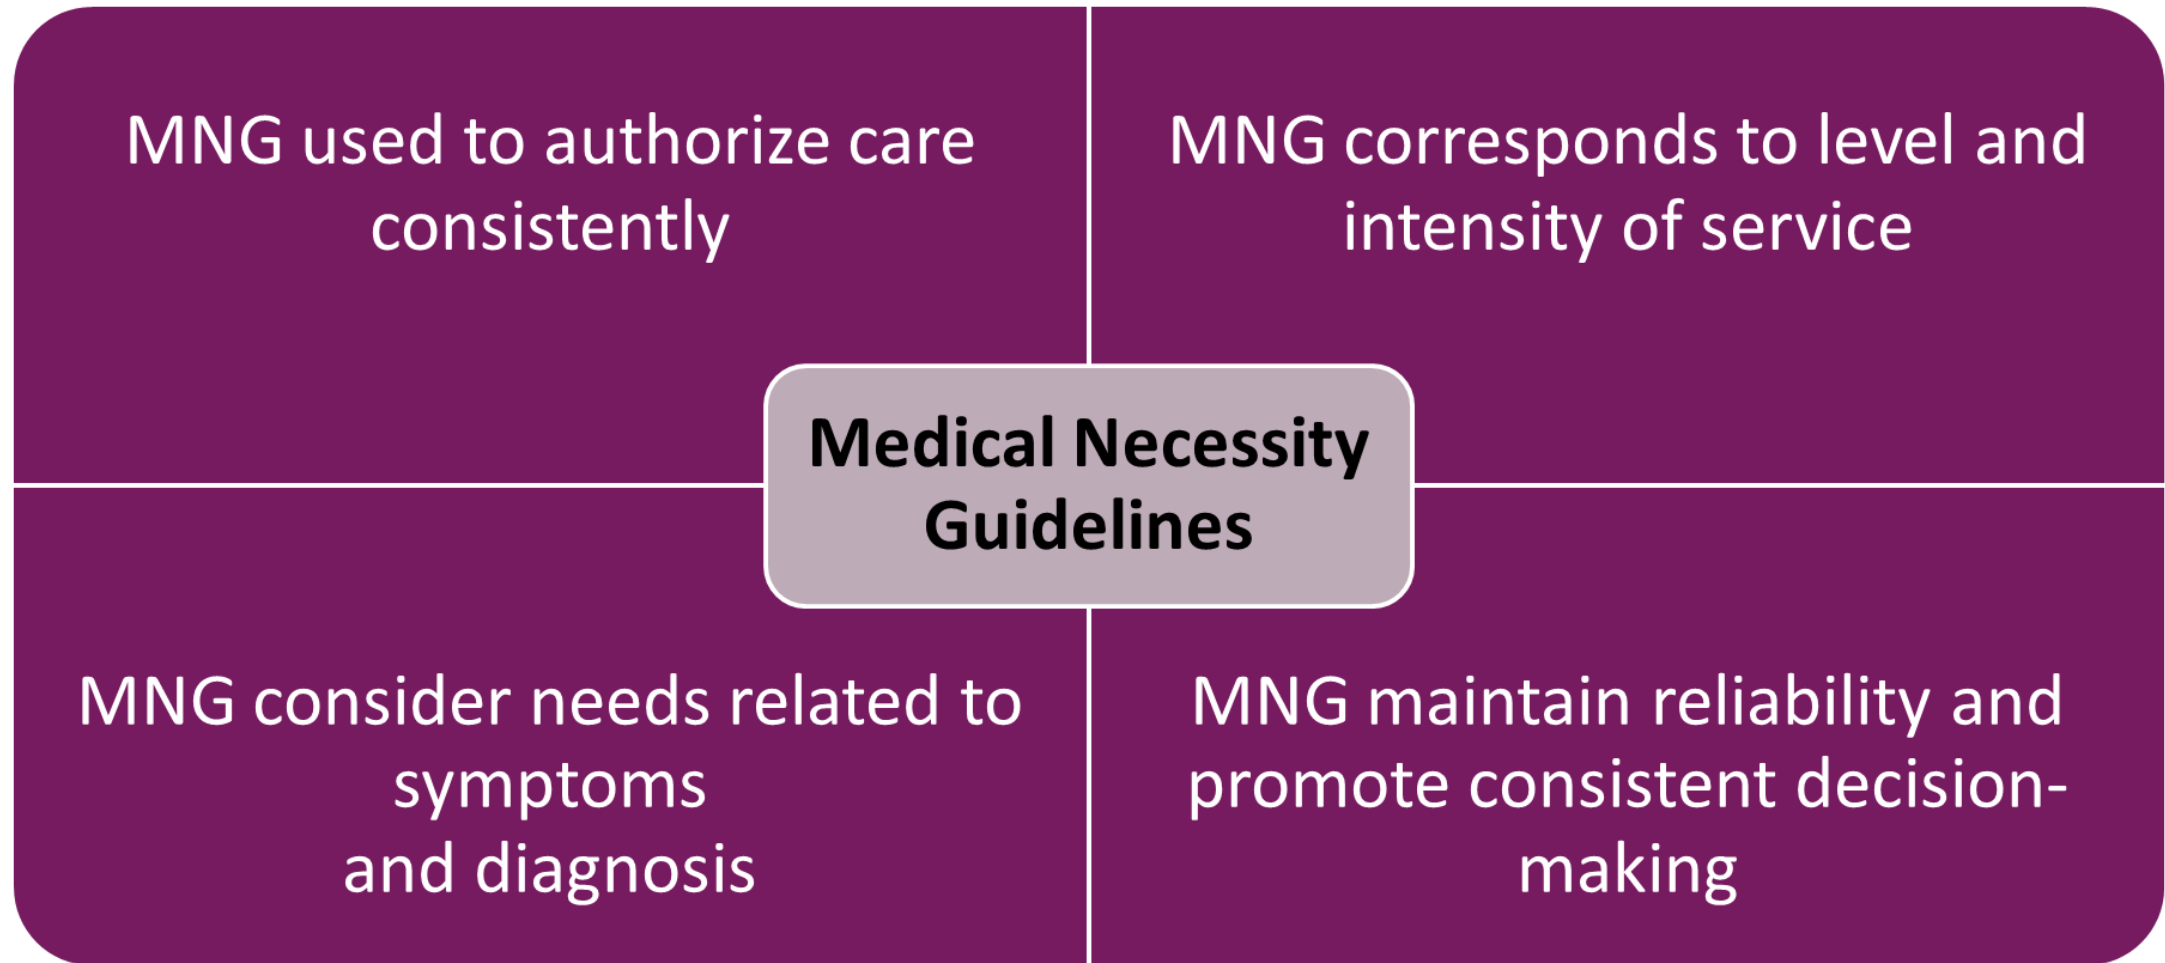 MNG used to authorize care
consistently
MNG corresponds to level and
intensity of service
Medical Necessity
Guidelines
MNG consider needs related to
symptoms
and diagnosis
MNG maintain reliability and
promote consistent decision-
making